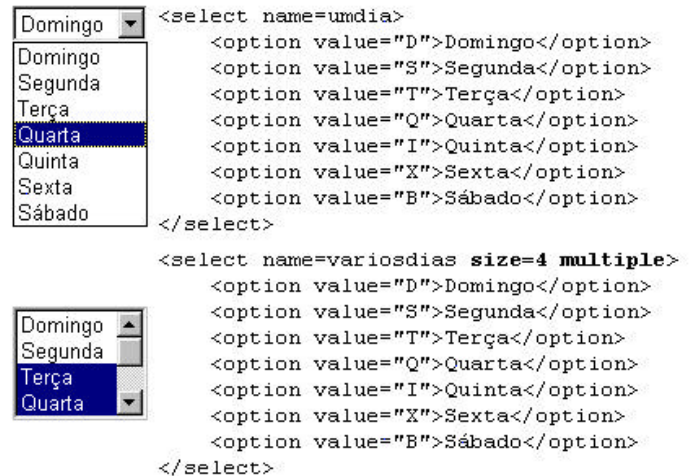 Domingo
Domingo
Segunda
Terça
Quarta
Quinta
Sexta
Sábado
<select name=umdia>
<option value="D">Domingo</option>
<option value="S">Segunda</option>
<option value="T">Terça</option>
<option value="Q">Quarta</option>
<option value="I">Quinta</option>
<option value="X">Sexta</option>
<option value="B">Sábado</option>
</select>
Domingo
Segunda
Terça
Quarta
<select name=variosdias size=4 multiple>
<option value="D">Domingo</option>
<option value="S">Segunda</option>
<option value="T">Terça</option>
<option value="Q">Quarta</option>
<option value="I">Quinta</option>
<option value="X">Sexta</option>
<option value="B">Sábado</option>
</select>